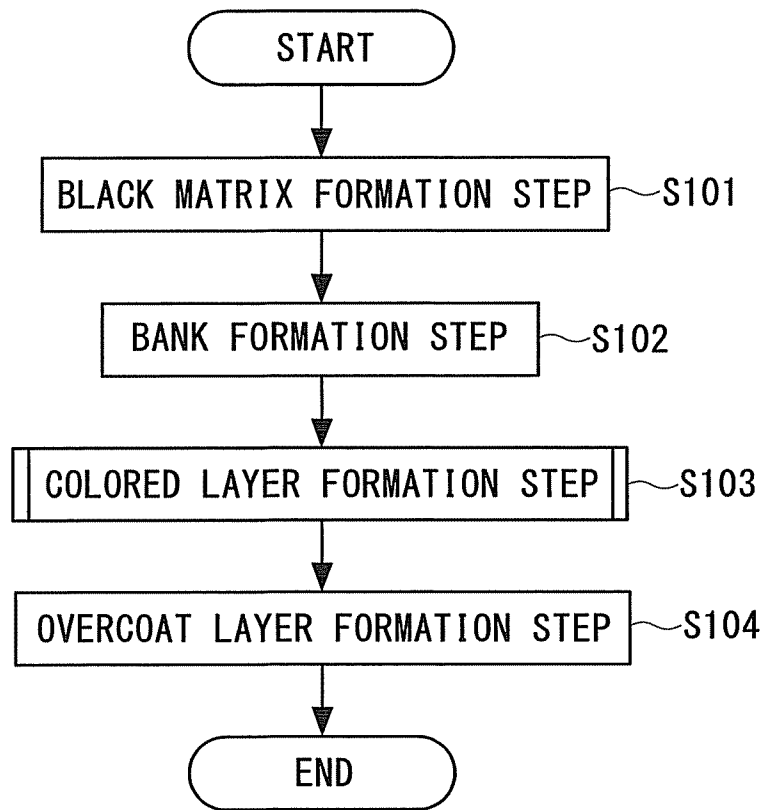 START
BLACK MATRIX FORMATION STEP S101
BANK FORMATION STEP S102
COLORED LAYER FORMATION STEP S103
OVERCOAT LAYER FORMATION STEP S104
END